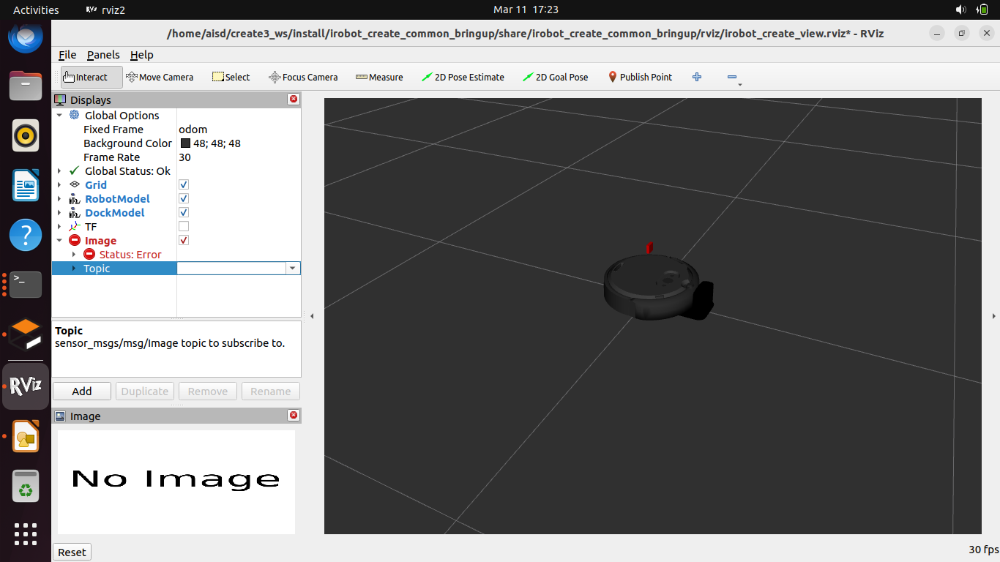 Activities RViz rviz2 Mar 11 17:23
/home/aisd/create3_ws/install/irobot_create_common_bringup/share/irobot_create_common_bringup/rviz/irobot_create_view.rviz* - RViz
File Panels Help
Interact Move Camera Select Focus Camera Measure 2D Pose Estimate 2D Goal Pose Publish Point
Displays
Global Options
Fixed Frame odom
Background Color 48; 48; 48
Frame Rate 30
Global Status: Ok
Grid
RobotModel
DockModel
TF
Image
Status: Error
Topic
Topic
sensor_msgs/msg/Image topic to subscribe to.
Add Duplicate Remove Rename
RViz
Image
No Image
Reset 30 fps